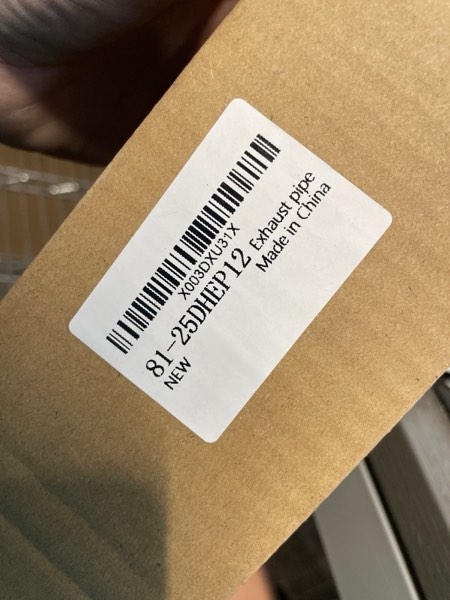 X003DXU31X
81-25DHEP12 Exhaust pipe
NEW
Made in China